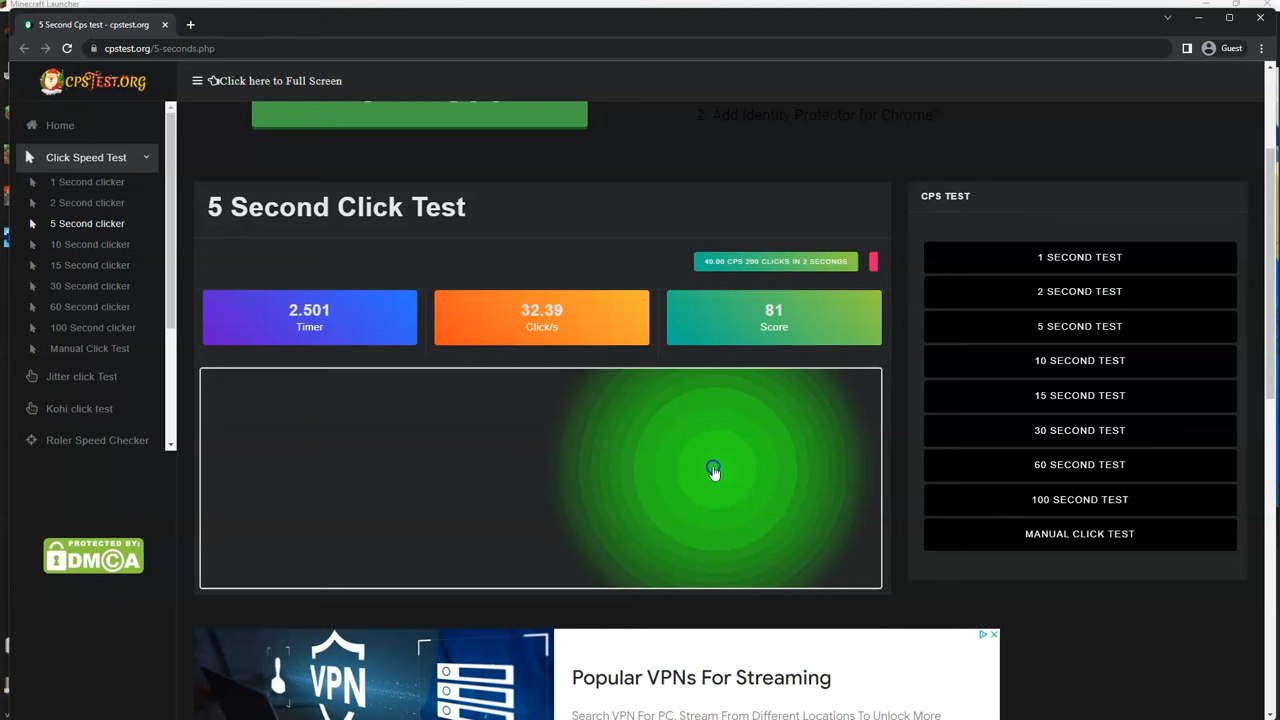 Minecraft Launcher
5 Second Cps test - cpstest.org
cpstest.org/5-seconds.php
Guest
CPSTEST.ORG
Click here to Full Screen
2. Add Identity Protector for Chrome"
Home
Click Speed Test
1 Second clicker
2 Second clicker
5 Second clicker
10 Second clicker
15 Second clicker
30 Second clicker
60 Second clicker
100 Second clicker
Manual Click Test
Jitter click Test
Kohi click test
Roler Speed Checker
PROTECTED BY:
DMCA
5 Second Click Test
40.00 CPS 200 CLICKS IN 2 SECONDS
2.501
Timer
32.39
Click/s
81
Score
CPS TEST
1 SECOND TEST
2 SECOND TEST
5 SECOND TEST
10 SECOND TEST
15 SECOND TEST
30 SECOND TEST
60 SECOND TEST
100 SECOND TEST
MANUAL CLICK TEST
VPN
Popular VPNs For Streaming
Search VPN For PC. Stream From Different Locations To Unlock More